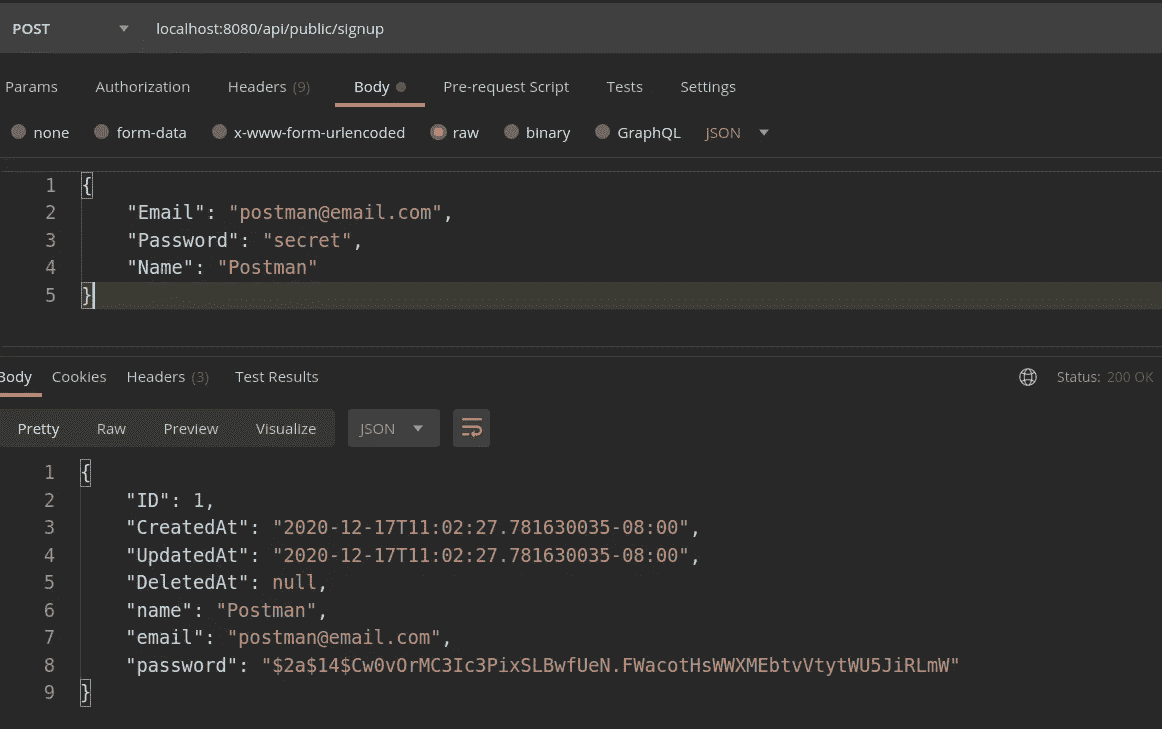 POST localhost:8080/api/public/signup
Params Authorization Headers (9) Body Pre-request Script Tests Settings
none form-data x-www-form-urlencoded raw binary GraphQL JSON
1 {
2 "Email": "postman@email.com",
3 "Password": "secret",
4 "Name": "Postman"
5 }
Body Cookies Headers (3) Test Results Status: 200 OK
Pretty Raw Preview Visualize JSON
1 {
2 "ID": 1,
3 "CreatedAt": "2020-12-17T11:02:27.781630035-08:00",
4 "UpdatedAt": "2020-12-17T11:02:27.781630035-08:00",
5 "DeletedAt": null,
6 "name": "Postman",
7 "email": "postman@email.com",
8 "password": "$2a$14$Cw0vOrMC3Ic3PixSLBwfUeN.FWacotHsWWXMEbtvVtytWU5JiRLmW"
9 }